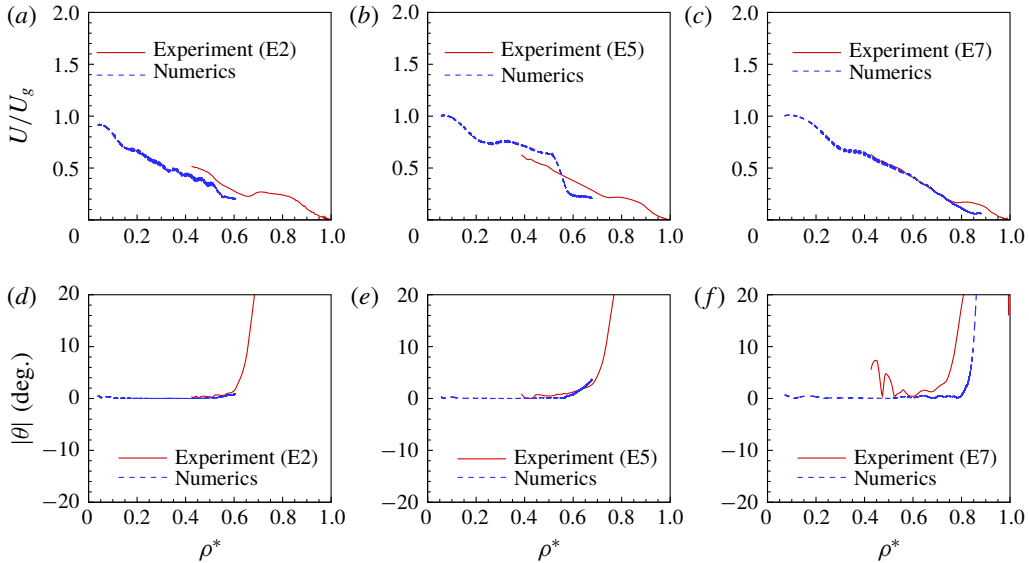 (a) (b) (c)
2.0 2.0 2.0
Experiment (E2) Experiment (E5) Experiment (E7)
Numerics Numerics Numerics
1.5 1.5 1.5
U/U_g
1.0 1.0 1.0
0.5 0.5 0.5
0 0.2 0.4 0.6 0.8 1.0 0 0.2 0.4 0.6 0.8 1.0 0 0.2 0.4 0.6 0.8 1.0
(d) (e) (f)
20 20 20
10 10 10
|θ| (deg.)
0 0 0
−10 −10 −10
Experiment (E2) Experiment (E5) Experiment (E7)
Numerics Numerics Numerics
−20 −20 −20
0 0.2 0.4 0.6 0.8 1.0 0 0.2 0.4 0.6 0.8 1.0 0 0.2 0.4 0.6 0.8 1.0
ρ* ρ* ρ*